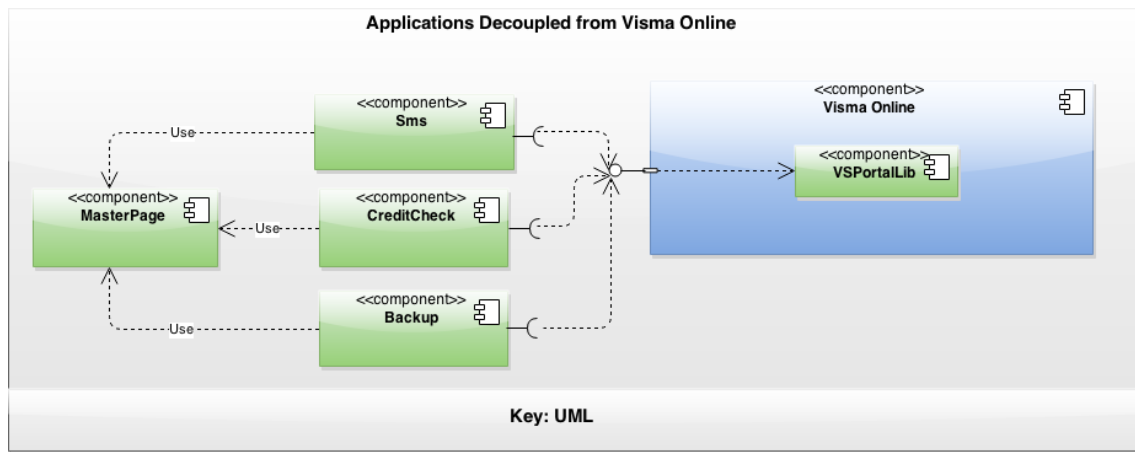 Applications Decoupled from Visma Online
<<component>>
Sms
<<component>>
Visma Online
Use
<<component>>
VSPortalLib
<<component>>
MasterPage
<<component>>
CreditCheck
Use
<<component>>
Backup
Use
Key: UML